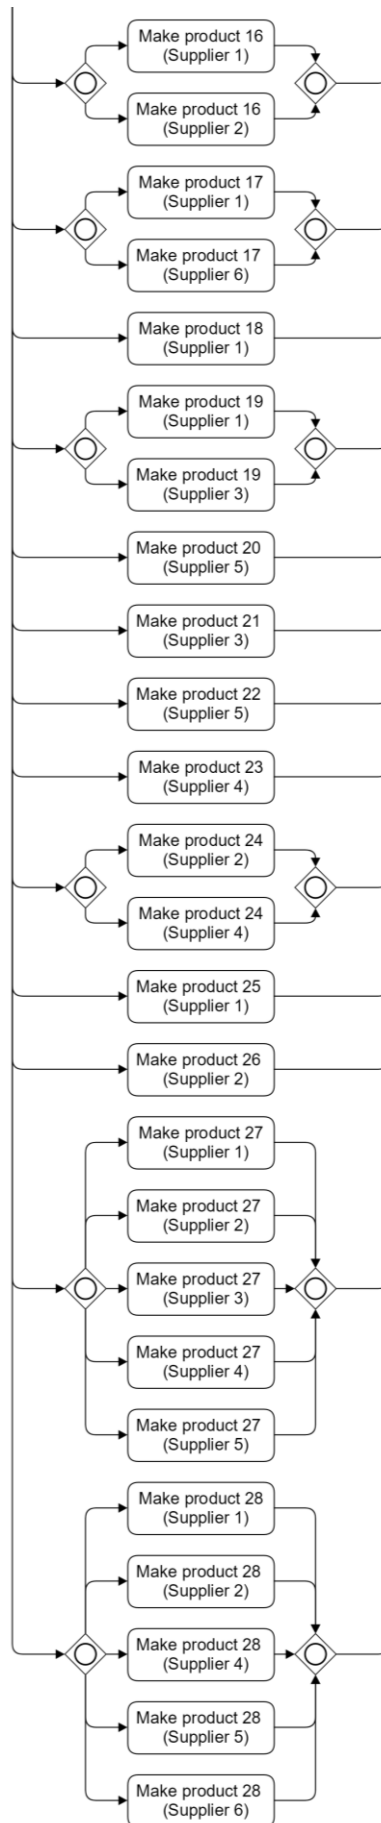 Make product 16
(Supplier 1)
Make product 16
(Supplier 2)
Make product 17
(Supplier 1)
Make product 17
(Supplier 6)
Make product 18
(Supplier 1)
Make product 19
(Supplier 1)
Make product 19
(Supplier 3)
Make product 20
(Supplier 5)
Make product 21
(Supplier 3)
Make product 22
(Supplier 5)
Make product 23
(Supplier 4)
Make product 24
(Supplier 2)
Make product 24
(Supplier 4)
Make product 25
(Supplier 1)
Make product 26
(Supplier 2)
Make product 27
(Supplier 1)
Make product 27
(Supplier 2)
Make product 27
(Supplier 3)
Make product 27
(Supplier 4)
Make product 27
(Supplier 5)
Make product 28
(Supplier 1)
Make product 28
(Supplier 2)
Make product 28
(Supplier 4)
Make product 28
(Supplier 5)
Make product 28
(Supplier 6)